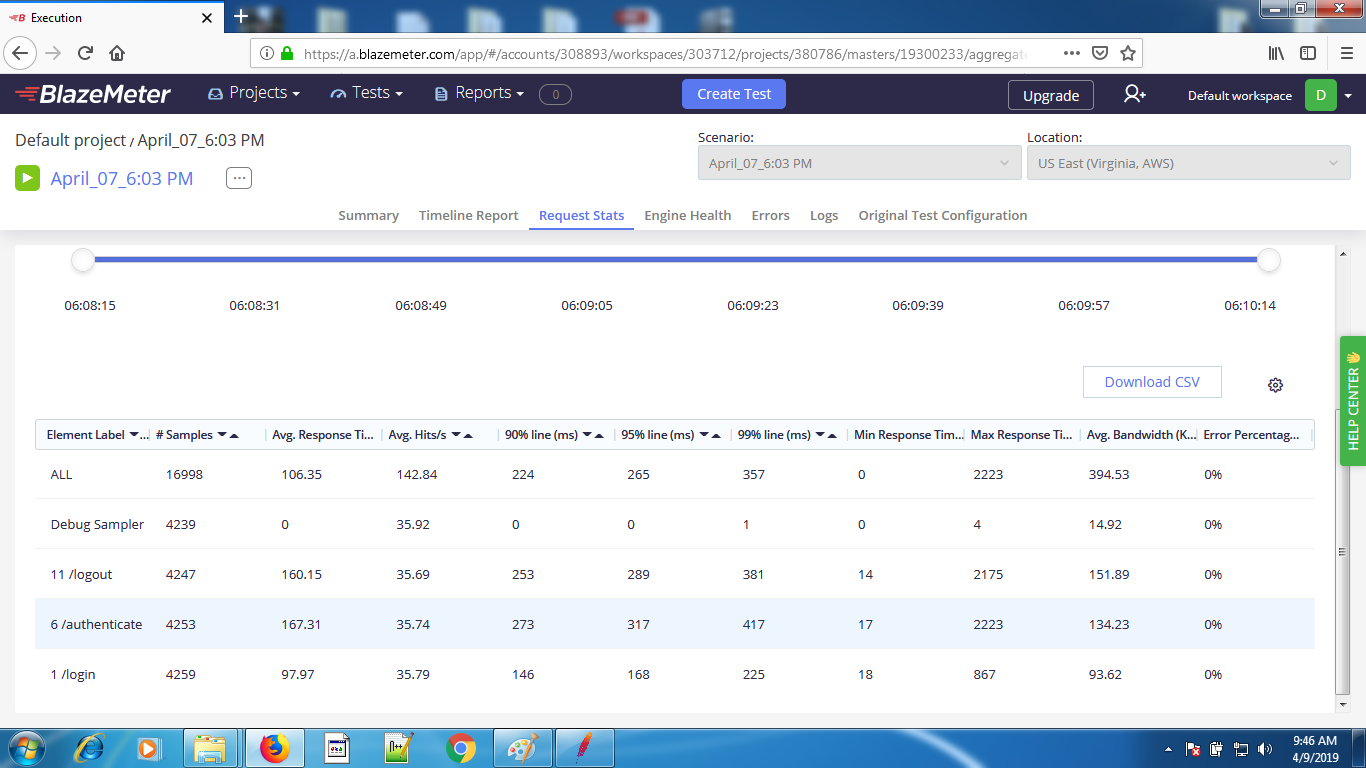 Execution
https://a.blazemeter.com/app/#/accounts/308893/workspaces/303712/projects/380786/masters/19300233/aggregat
BlazeMeter Projects Tests Reports 0 Create Test Upgrade Default workspace D
Default project / April_07_6:03 PM
Scenario: Location:
April_07_6:03 PM US East (Virginia, AWS)
April_07_6:03 PM ...
Summary Timeline Report Request Stats Engine Health Errors Logs Original Test Configuration
06:08:15 06:08:31 06:08:49 06:09:05 06:09:23 06:09:39 06:09:57 06:10:14
HELP CENTER
Download CSV
Element Label ... # Samples Avg. Response Ti... Avg. Hits/s 90% line (ms) 95% line (ms) 99% line (ms) Min Response Tim... Max Response Ti... Avg. Bandwidth (K... Error Percentag...
ALL 16998 106.35 142.84 224 265 357 0 2223 394.53 0%
Debug Sampler 4239 0 35.92 0 0 1 0 4 14.92 0%
11 /logout 4247 160.15 35.69 253 289 381 14 2175 151.89 0%
6 /authenticate 4253 167.31 35.74 273 317 417 17 2223 134.23 0%
1 /login 4259 97.97 35.79 146 168 225 18 867 93.62 0%
9:46 AM
4/9/2019